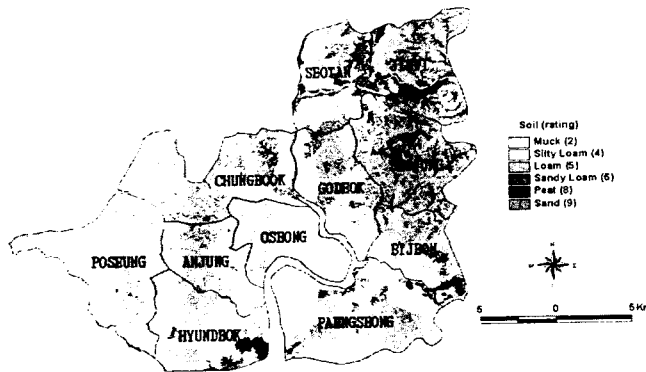 SEOTAN
CHUNGBOOK
GODBOK
OSBONG
BIJEON
POSEUNG
ANJUNG
PAENGSBONG
HYUNDBOK
Soil (rating)
Muck (2)
Silty Loam (4)
Loam (5)
Sandy Loam (6)
Peat (8)
Sand (9)
N
W
E
S
5
0
5 Km